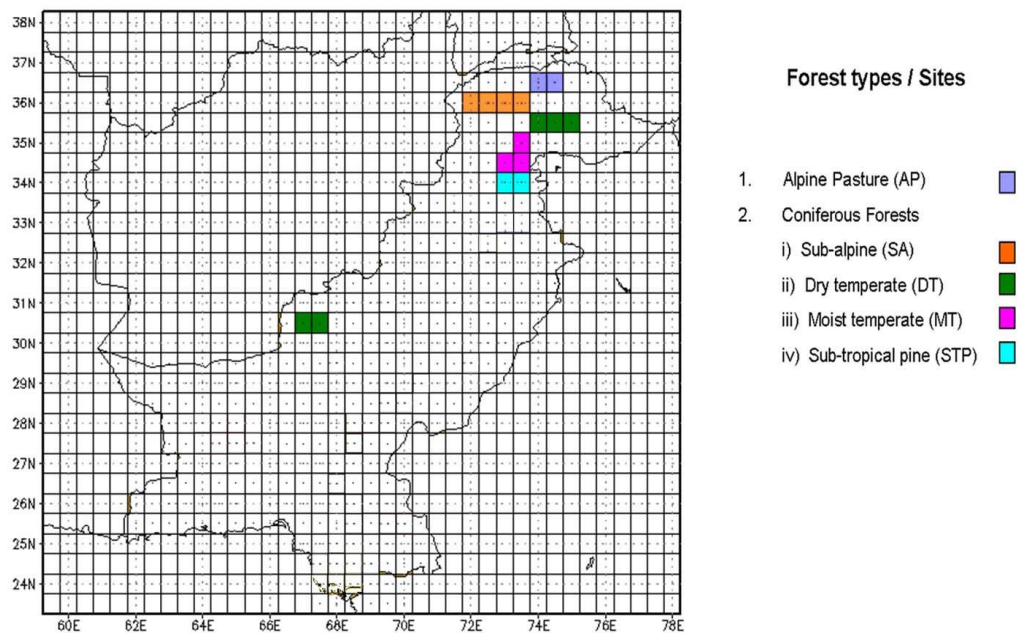 38N
37N
36N
35N
34N
33N
32N
31N
30N
29N
28N
27N
26N
25N
24N
60E 62E 64E 66E 68E 70E 72E 74E 76E 78E
Forest types / Sites
1. Alpine Pasture (AP)
2. Coniferous Forests
i) Sub-alpine (SA)
ii) Dry temperate (DT)
iii) Moist temperate (MT)
iv) Sub-tropical pine (STP)